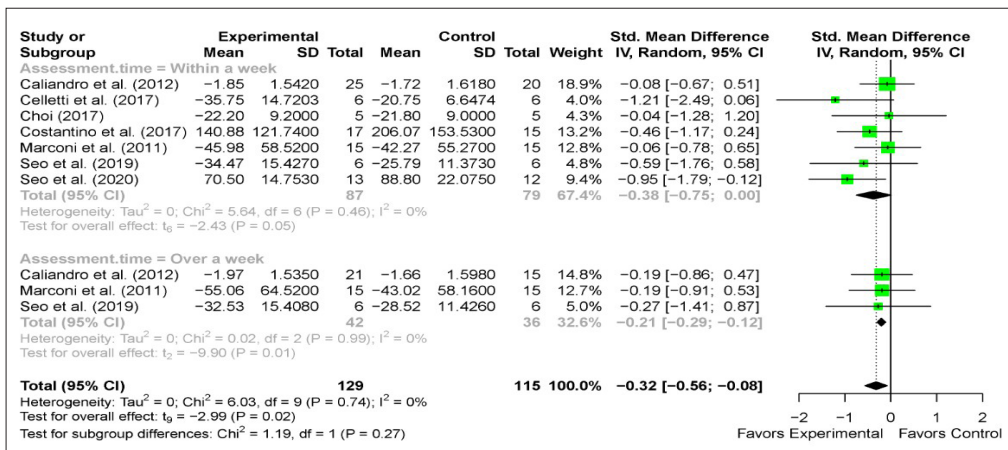 Study or Experimental Control Std. Mean Difference Std. Mean Difference
Subgroup Mean SD Total Mean SD Total Weight IV, Random, 95% CI IV, Random, 95% CI
Assessment.time = Within a week
Caliandro et al. (2012) −1.85 1.5420 25 −1.72 1.6180 20 18.9% −0.08 [−0.67; 0.51]
Celletti et al. (2017) −35.75 14.7203 6 −20.75 6.6474 6 4.0% −1.21 [−2.49; 0.06]
Choi (2017) −22.20 9.2000 5 −21.80 9.0000 5 4.3% −0.04 [−1.28; 1.20]
Costantino et al. (2017) 140.88 121.7400 17 206.07 153.5300 15 13.2% −0.46 [−1.17; 0.24]
Marconi et al. (2011) −45.98 58.5200 15 −42.27 55.2700 15 12.8% −0.06 [−0.78; 0.65]
Seo et al. (2019) −34.47 15.4270 6 −25.79 11.3730 6 4.8% −0.59 [−1.76; 0.58]
Seo et al. (2020) 70.50 14.7530 13 88.80 22.0750 12 9.4% −0.95 [−1.79; −0.12]
Total (95% CI) 87 79 67.4% −0.38 [−0.75; 0.00]
Heterogeneity: Tau² = 0; Chi² = 5.64, df = 6 (P = 0.46); I² = 0%
Test for overall effect: t₆ = −2.43 (P = 0.05)
Assessment.time = Over a week
Caliandro et al. (2012) −1.97 1.5350 21 −1.66 1.5980 15 14.8% −0.19 [−0.86; 0.47]
Marconi et al. (2011) −55.06 64.5200 15 −43.02 58.1600 15 12.7% −0.19 [−0.91; 0.53]
Seo et al. (2019) −32.53 15.4080 6 −28.52 11.4260 6 5.0% −0.27 [−1.41; 0.87]
Total (95% CI) 42 36 32.6% −0.21 [−0.29; −0.12]
Heterogeneity: Tau² = 0; Chi² = 0.02, df = 2 (P = 0.99); I² = 0%
Test for overall effect: t₂ = −9.90 (P = 0.01)
Total (95% CI) 129 115 100.0% −0.32 [−0.56; −0.08]
Heterogeneity: Tau² = 0; Chi² = 6.03, df = 9 (P = 0.74); I² = 0%
Test for overall effect: t₉ = −2.99 (P = 0.02)
Test for subgroup differences: Chi² = 1.19, df = 1 (P = 0.27)
−2 −1 0 1 2
Favors Experimental Favors Control